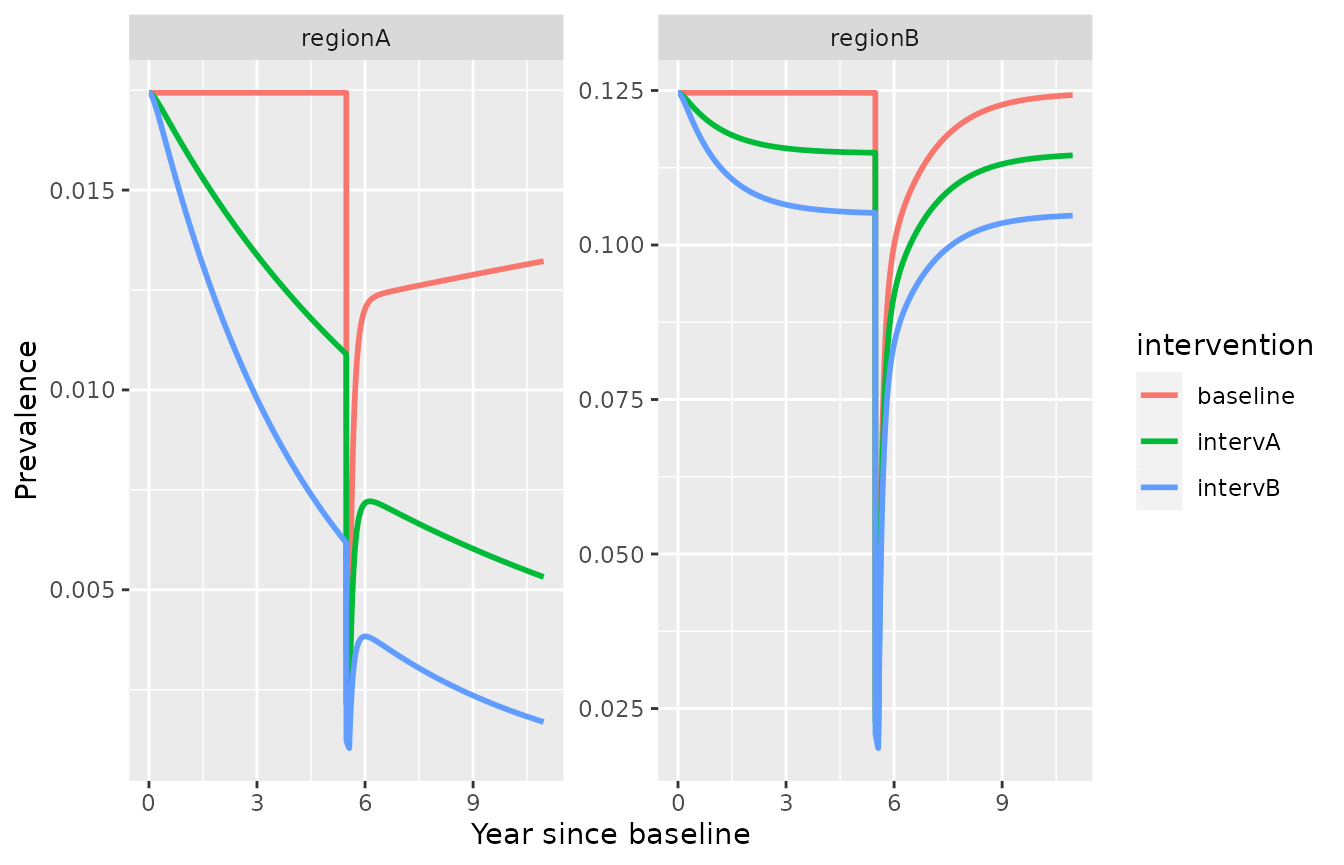 regionA
regionB
Prevalence
0.015
0.010
0.005
0.125
0.100
0.075
0.050
0.025
0 3 6 9
0 3 6 9
Year since baseline
intervention
baseline
intervA
intervB